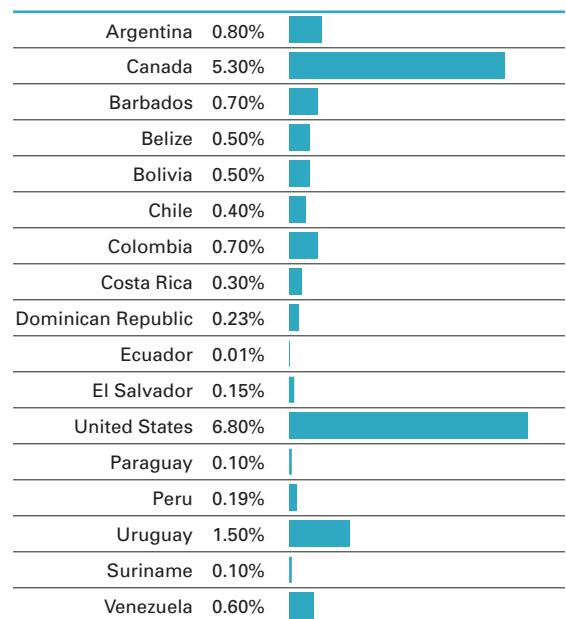 Argentina 0.80%
Canada 5.30%
Barbados 0.70%
Belize 0.50%
Bolivia 0.50%
Chile 0.40%
Colombia 0.70%
Costa Rica 0.30%
Dominican Republic 0.23%
Ecuador 0.01%
El Salvador 0.15%
United States 6.80%
Paraguay 0.10%
Peru 0.19%
Uruguay 1.50%
Suriname 0.10%
Venezuela 0.60%